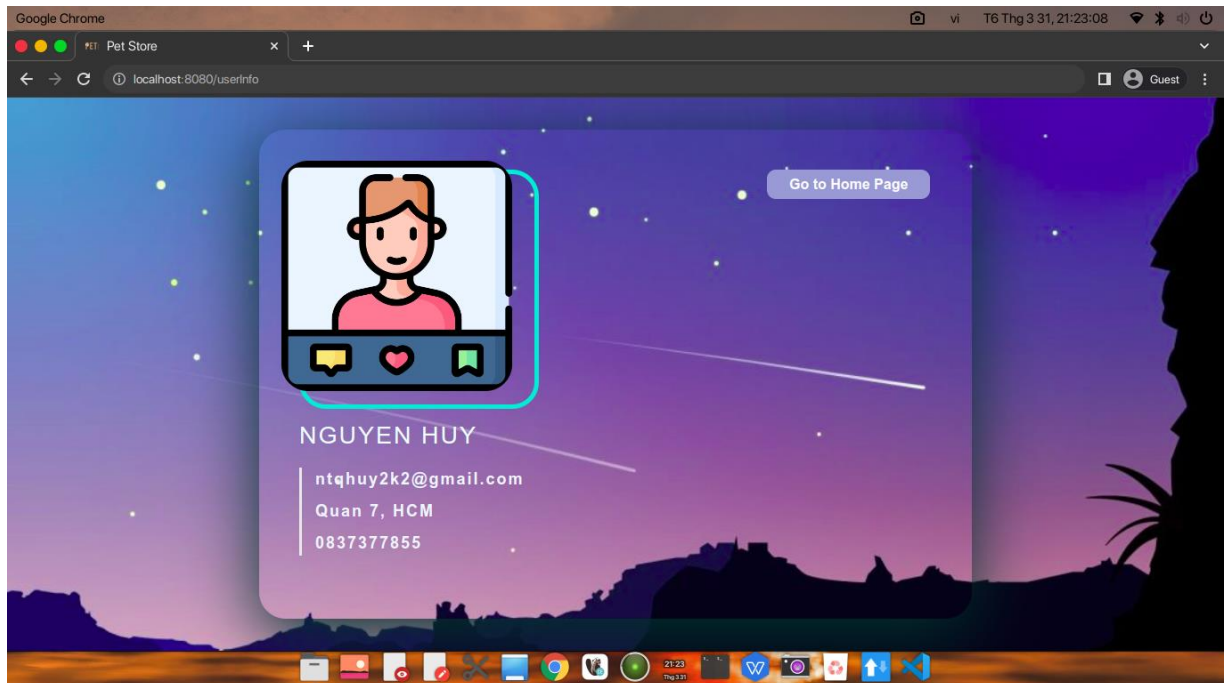 Google Chrome
vi
T6 Thg 3 31, 21:23:08
Pet Store
localhost:8080/userInfo
Guest
Go to Home Page
NGUYEN HUY
ntqhuy2k2@gmail.com
Quan 7, HCM
0837377855
21:23
Thg 3 31